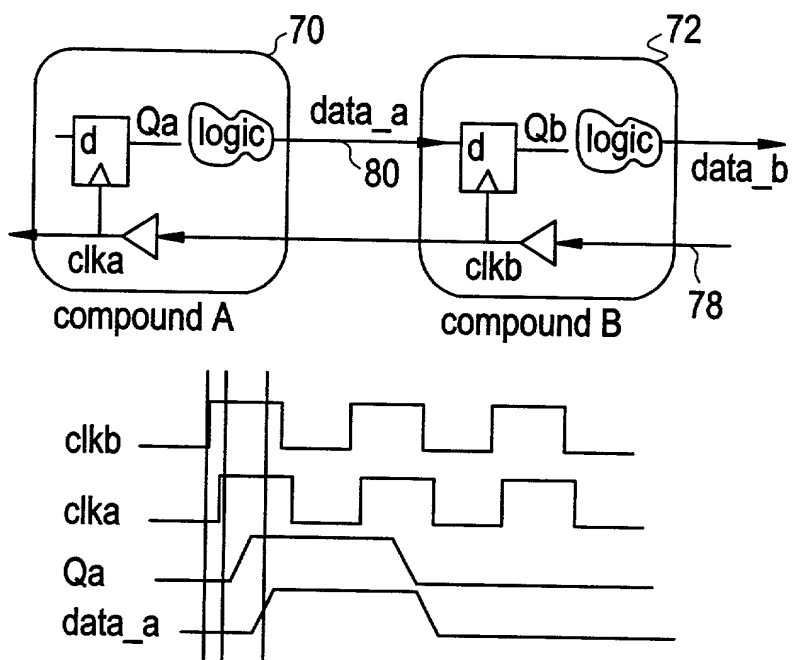 70
72
d
Qa
logic
data_a
80
d
Qb
logic
data_b
clka
clkb
78
compound A
compound B
clkb
clka
Qa
data_a